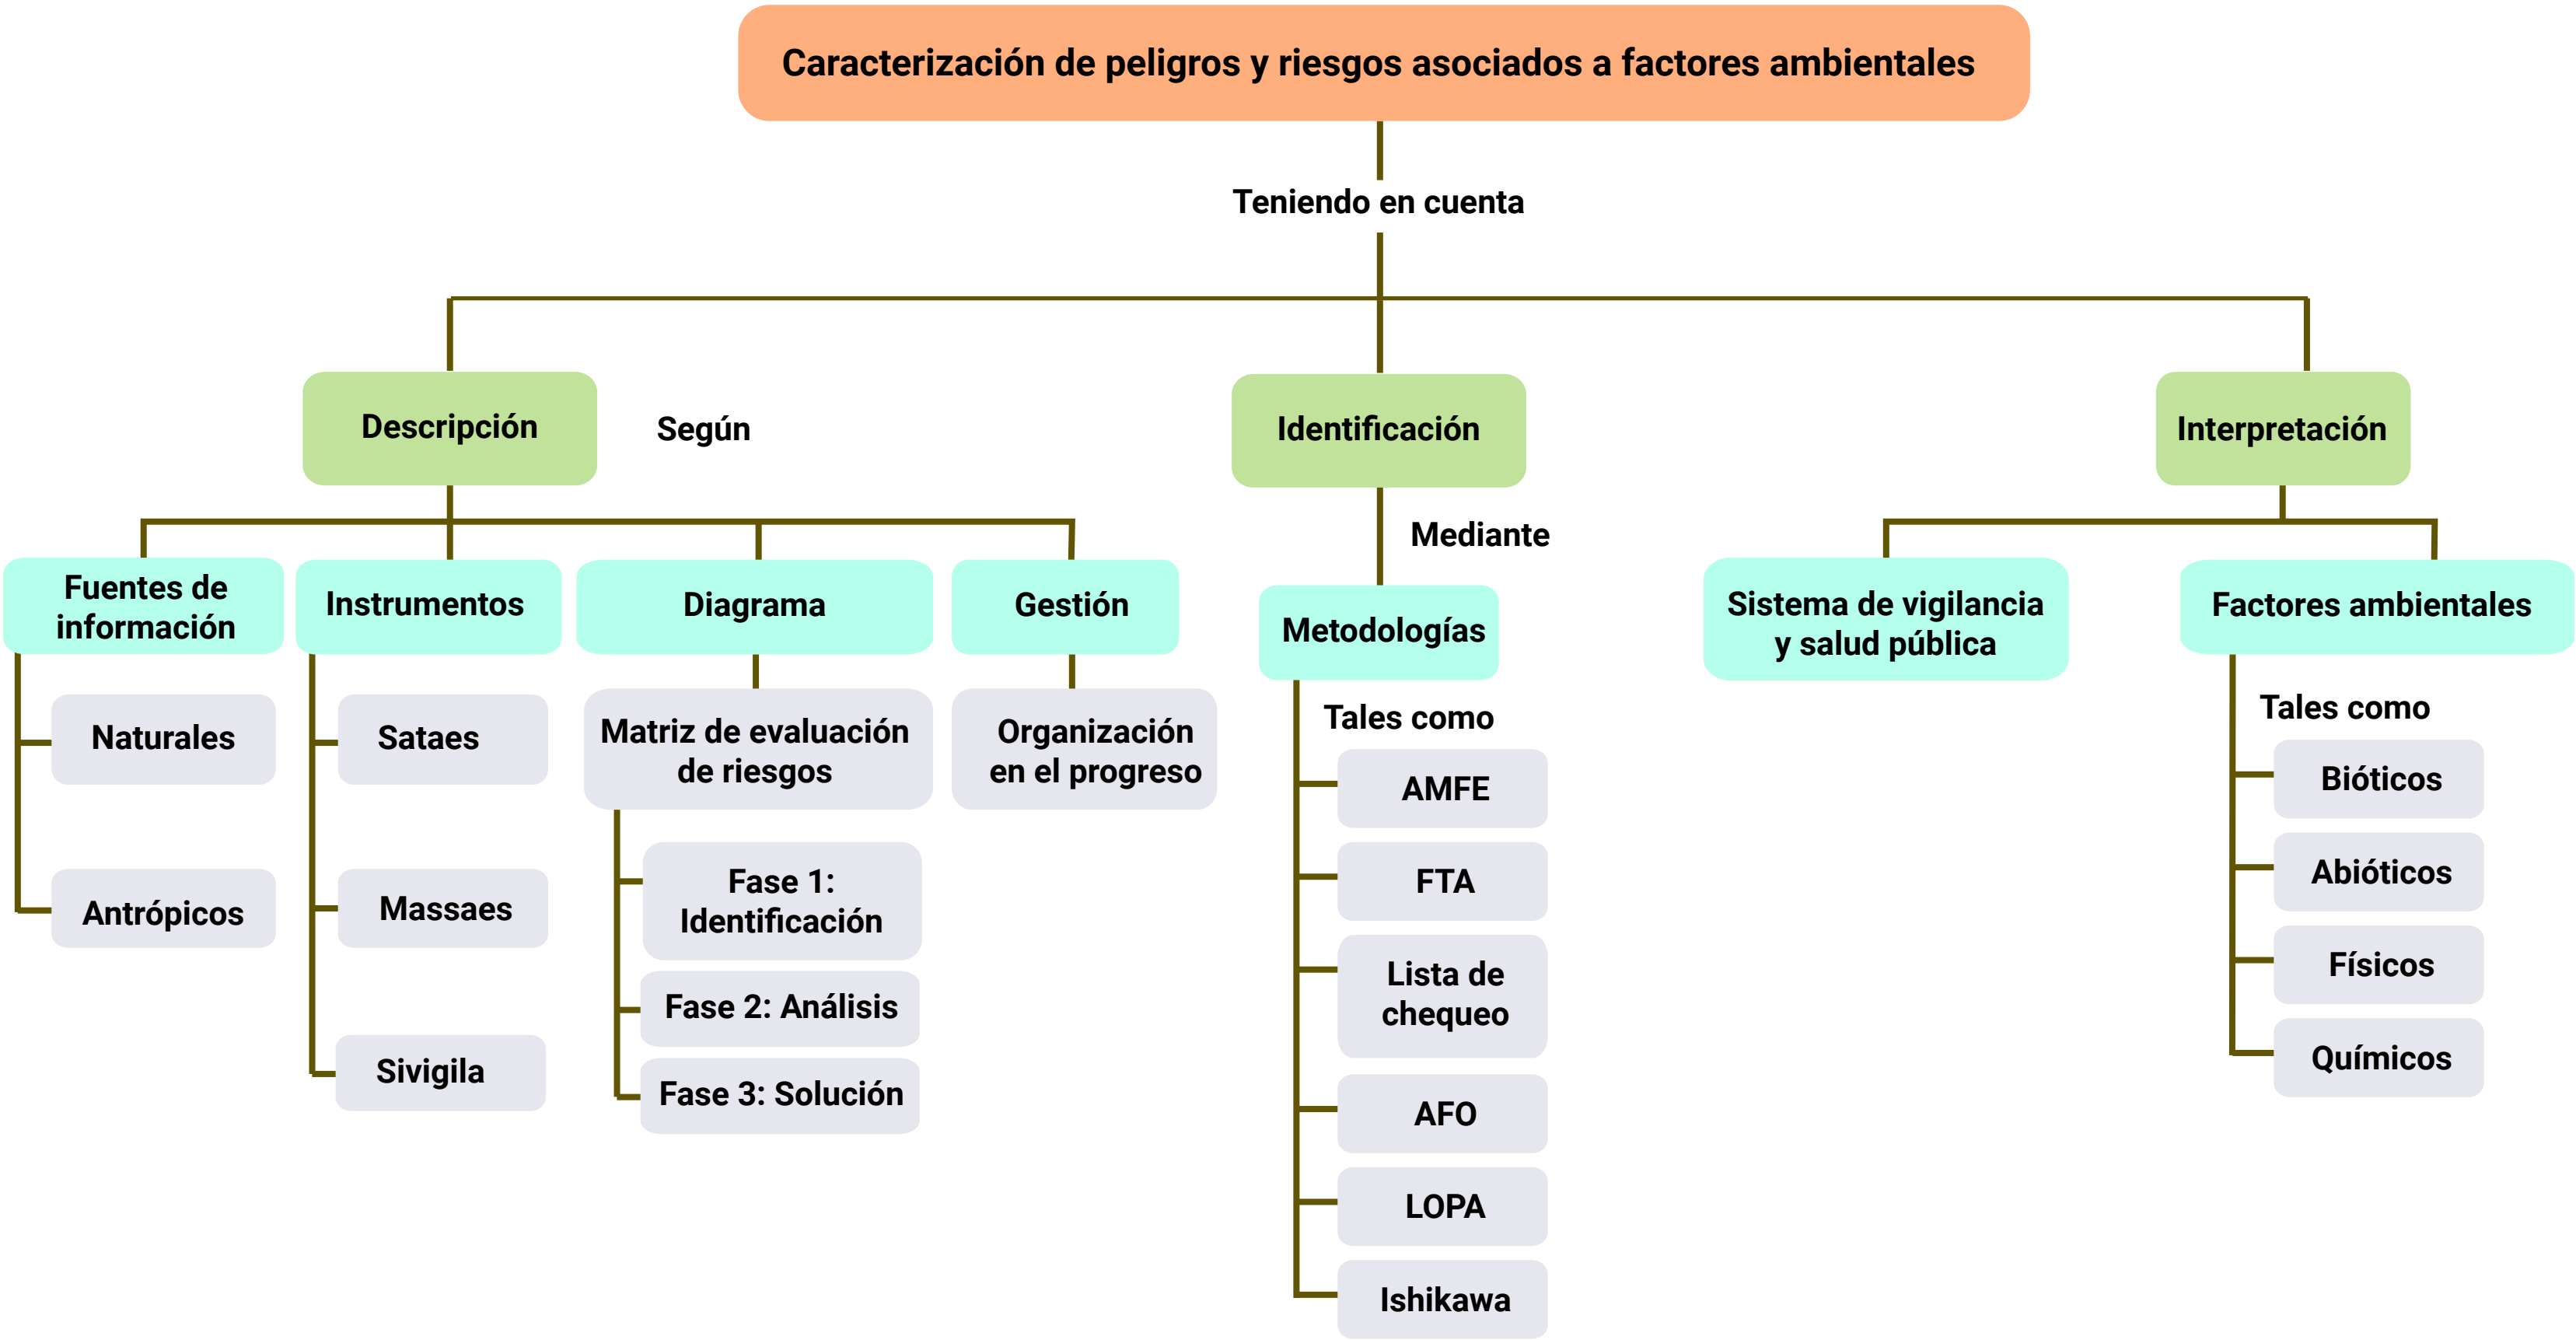 Caracterización de peligros y riesgos asociados a factores ambientales
Teniendo en cuenta
Descripción
Según
Identificación
Interpretación
Mediante
Fuentes de
información
Instrumentos
Diagrama
Gestión
Metodologías
Sistema de vigilancia
y salud pública
Factores ambientales
Naturales
Antrópicos
Sataes
Massaes
Sivigila
Matriz de evaluación
de riesgos
Fase 1:
Identificación
Fase 2: Análisis
Fase 3: Solución
Organización
en el progreso
Tales como
AMFE
FTA
Lista de
chequeo
AFO
LOPA
Ishikawa
Tales como
Bióticos
Abióticos
Físicos
Químicos